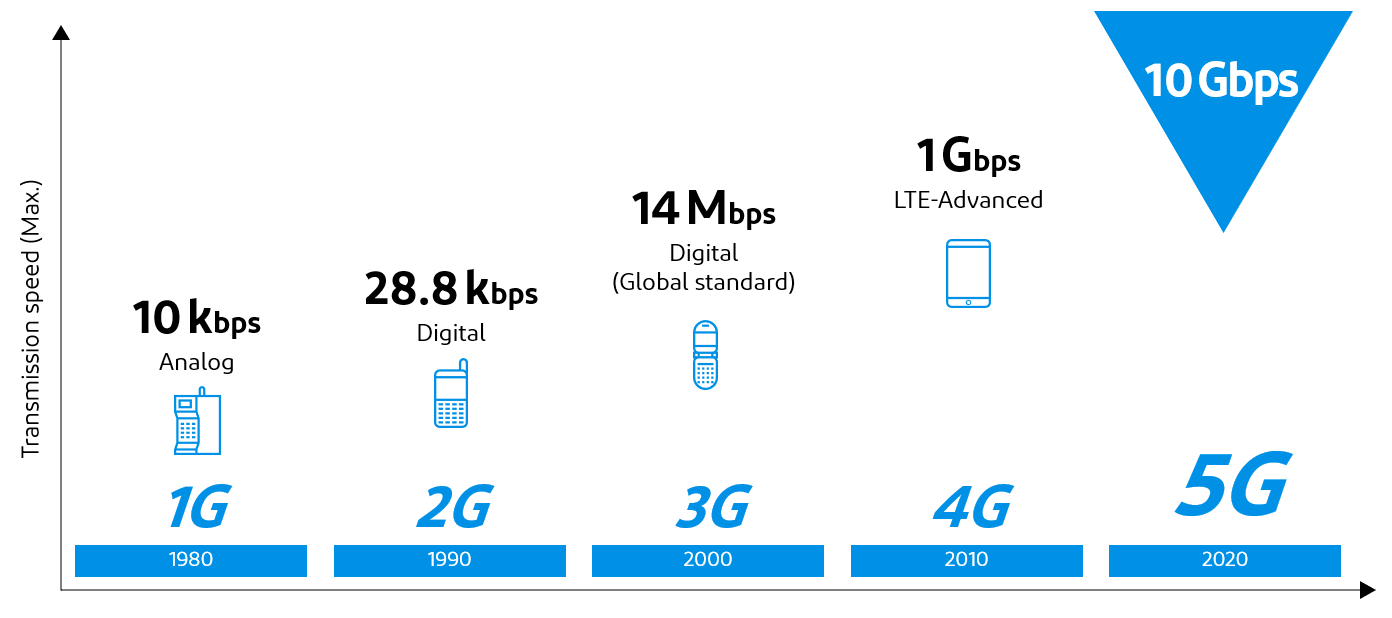 Transmission speed (Max.)
10 kbps
Analog
1G
1980
28.8 kbps
Digital
2G
1990
14 Mbps
Digital
(Global standard)
3G
2000
1 Gbps
LTE-Advanced
4G
2010
10 Gbps
5G
2020